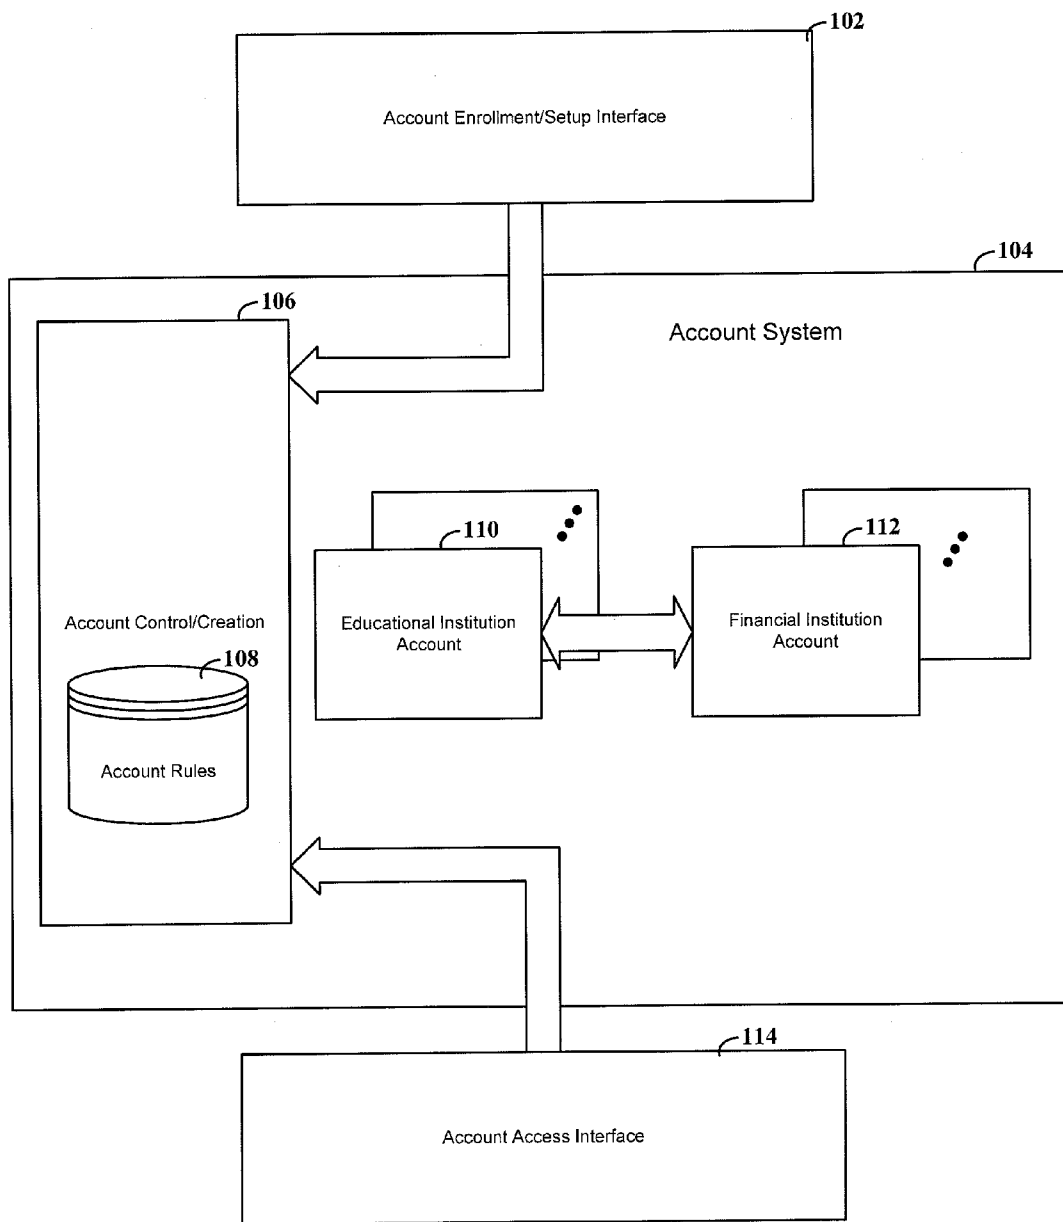 102
Account Enrollment/Setup Interface
104
106
Account System
110
112
Account Control/Creation
Educational Institution
Account
Financial Institution
Account
108
Account Rules
114
Account Access Interface